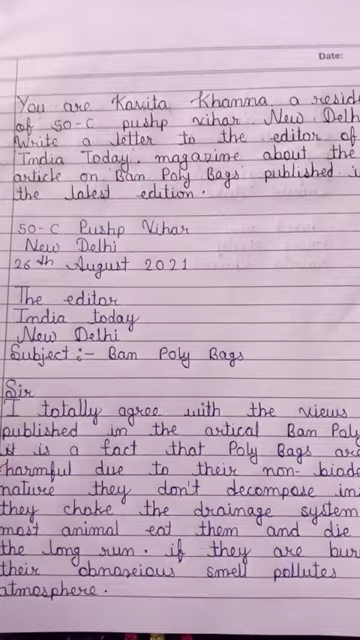 Date:
You are Kavita Khanna a resid
of 50-C pushp vihar New Delh
Write a letter to the editor of
India Today. magazine about the
article on 'Ban Poly Bags' published i
the latest edition.
50-C Pushp Vihar
New Delhi
26th August 2021
The editor
India today
New Delhi
Subject :- Ban Poly Bags
Sir
I totally agree with the views
published in the artical Ban Poly
it is a fact that Poly Bags are
harmful due to their non-biode
nature they don't decompose in
they choke the drainage system
most animal eat them and die
the long run. if they are bur
their obnoxeious smell pollutes
atmosphere.